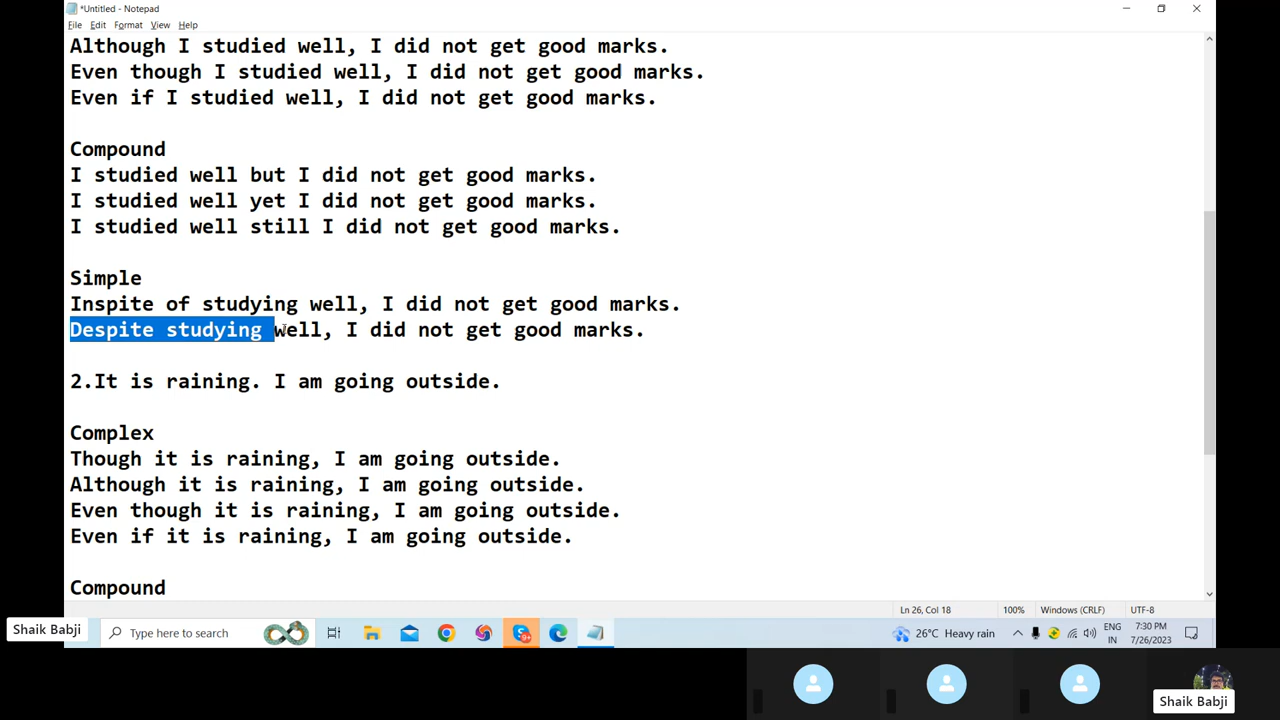 *Untitled - Notepad
File Edit Format View Help
Although I studied well, I did not get good marks.
Even though I studied well, I did not get good marks.
Even if I studied well, I did not get good marks.
Compound
I studied well but I did not get good marks.
I studied well yet I did not get good marks.
I studied well still I did not get good marks.
Simple
Inspite of studying well, I did not get good marks.
Despite studying well, I did not get good marks.
2.It is raining. I am going outside.
Complex
Though it is raining, I am going outside.
Although it is raining, I am going outside.
Even though it is raining, I am going outside.
Even if it is raining, I am going outside.
Compound
Ln 26, Col 18 100% Windows (CRLF) UTF-8
Shaik Babji
Type here to search
26°C Heavy rain
ENG
IN
7:30 PM
7/26/2023
Shaik Babji